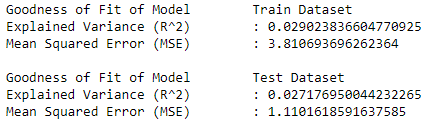 Goodness of Fit of Model Train Dataset
Explained Variance (R^2) : 0.029023836604770925
Mean Squared Error (MSE) : 3.810693696262364
Goodness of Fit of Model Test Dataset
Explained Variance (R^2) : 0.027176950044232265
Mean Squared Error (MSE) : 1.1101618591637585